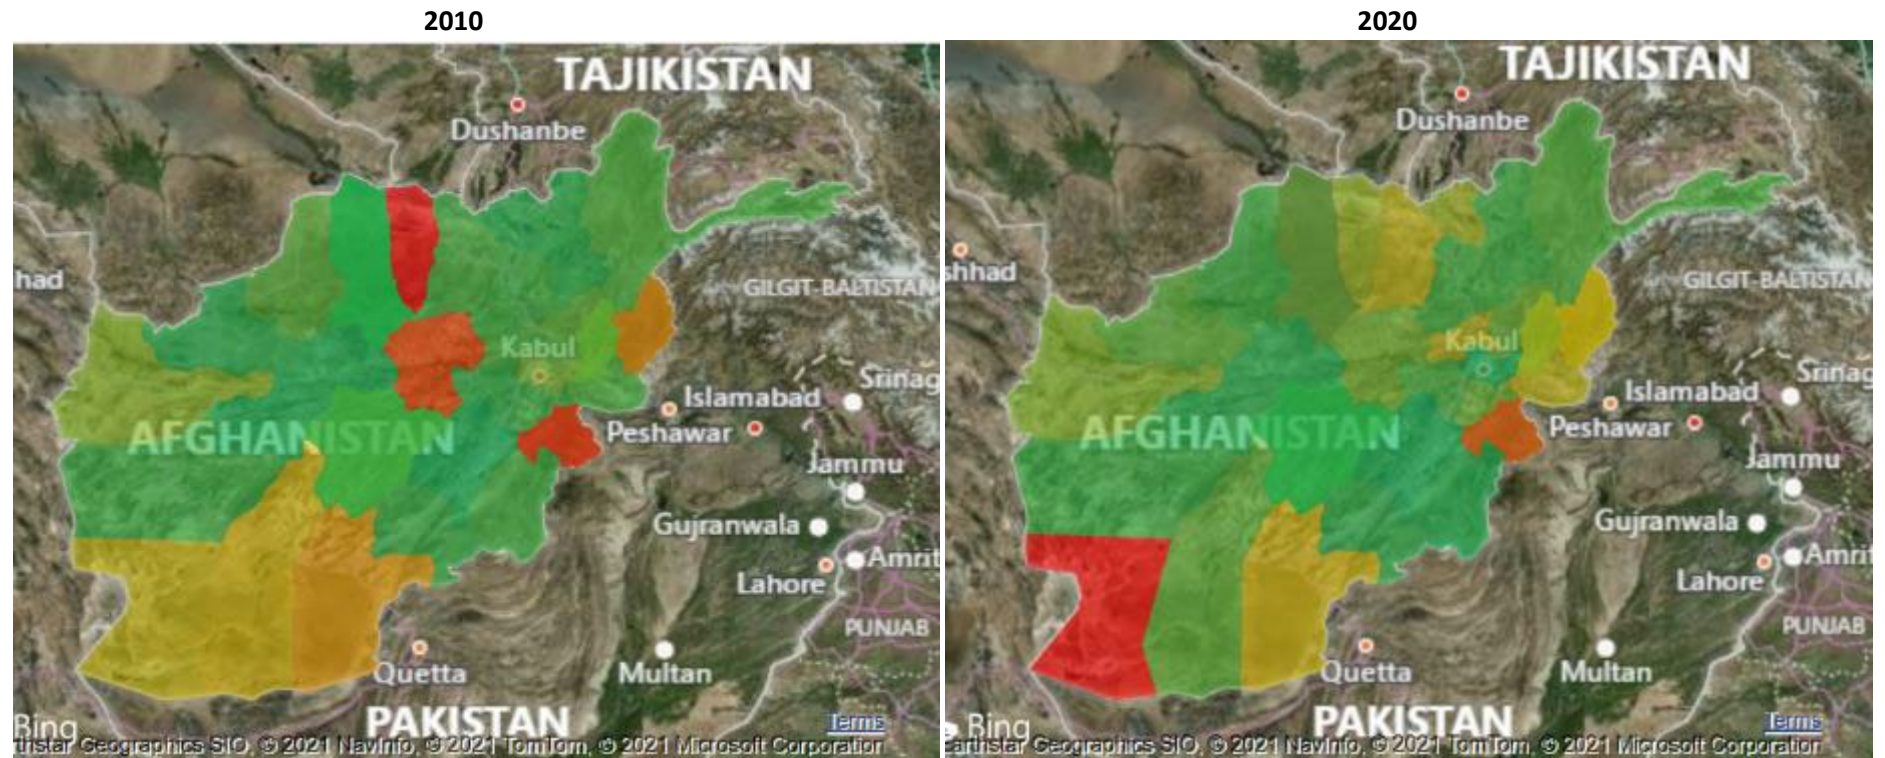 2010
TAJIKISTAN
Dushanbe
had
GILGIT-BALTISTAN
Kabul
Srinag
Islamabad
Peshawar
AFGHANISTAN
Jammu
Gujranwala
Amrit
Lahore
PUNJAB
Quetta
Multan
PAKISTAN
Terms
Bing
thstar Geographics SIO, © 2021 NavInfo, © 2021 TomTom, © 2021 Microsoft Corporation
2020
TAJIKISTAN
Dushanbe
shhad
GILGIT-BALTISTAN
Kabul
Srinag
Islamabad
Peshawar
AFGHANISTAN
Jammu
Gujranwala
Amrit
Lahore
PUNJAB
Quetta
Multan
PAKISTAN
Terms
Bing
earthstar Geographics SIO, © 2021 NavInfo, © 2021 TomTom, © 2021 Microsoft Corporation